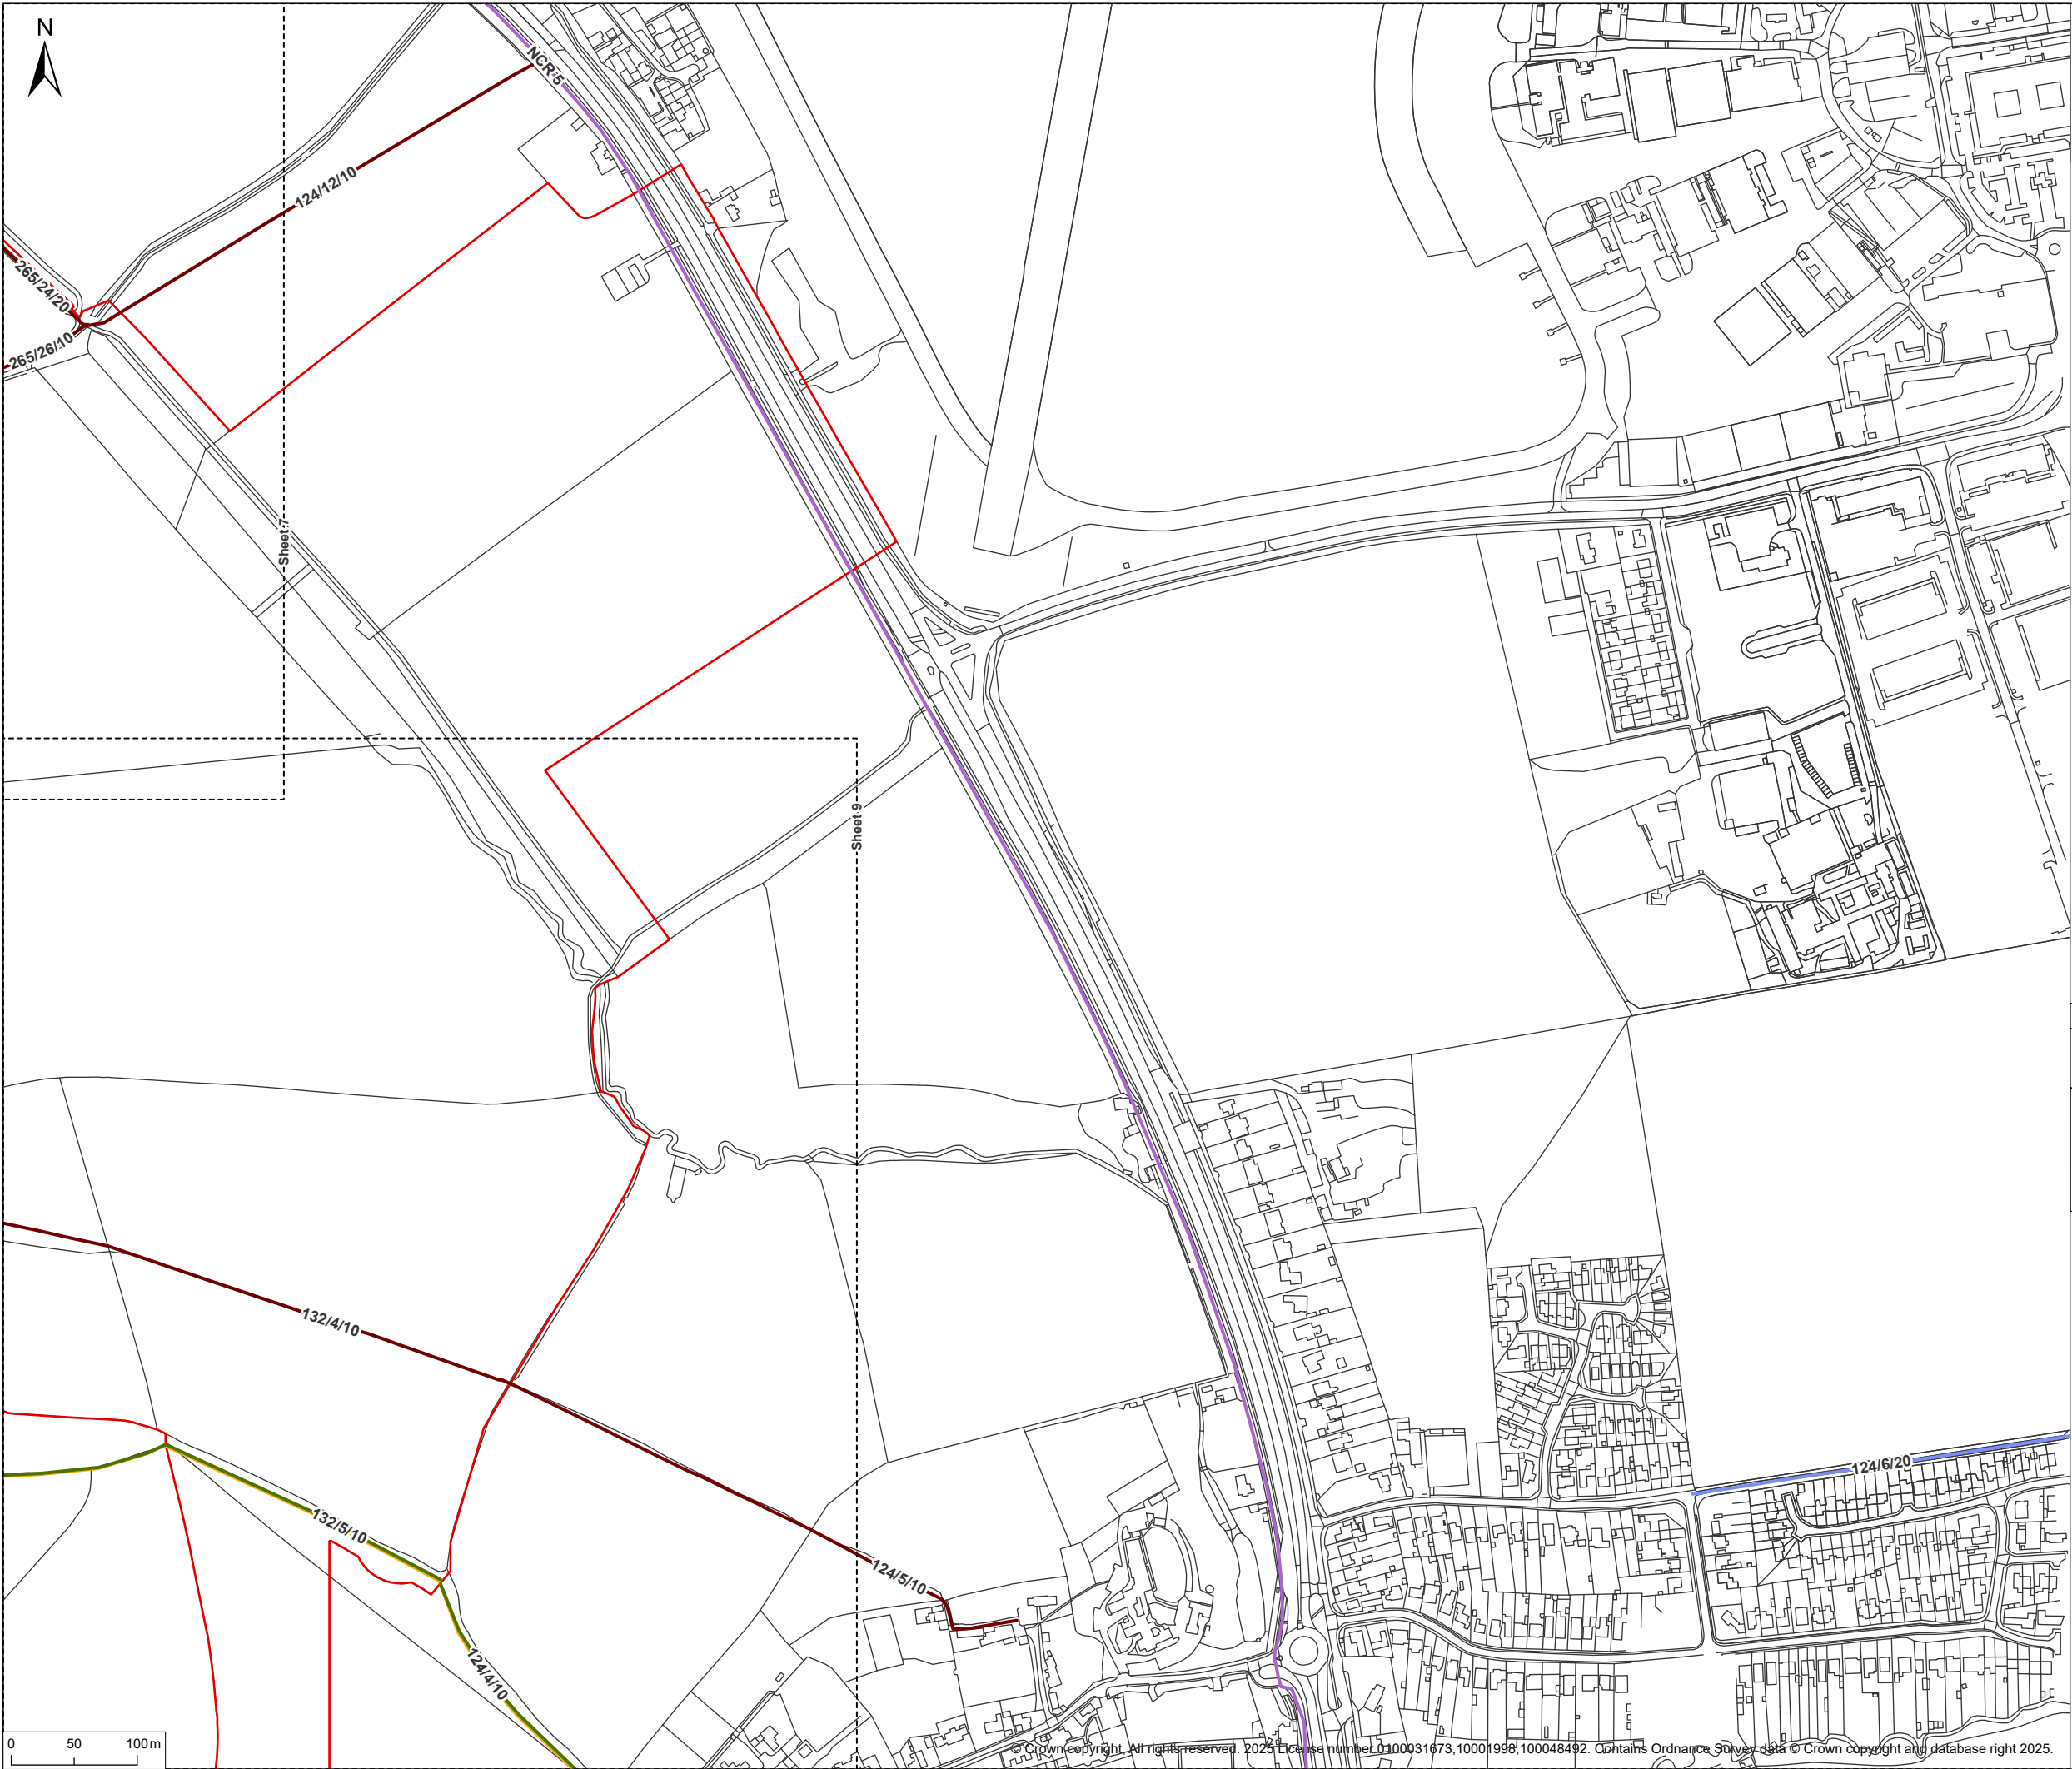 N
NCR 5
124/12/10
265/24/20
265/26/10
Sheet 7
Sheet 9
132/4/10
124/6/20
132/5/10
124/5/10
124/4/10
0 50 100 m
© Crown copyright, All rights reserved. 2025 License number 0100031673,10001998,100048492. Contains Ordnance Survey data © Crown copyright and database right 2025.